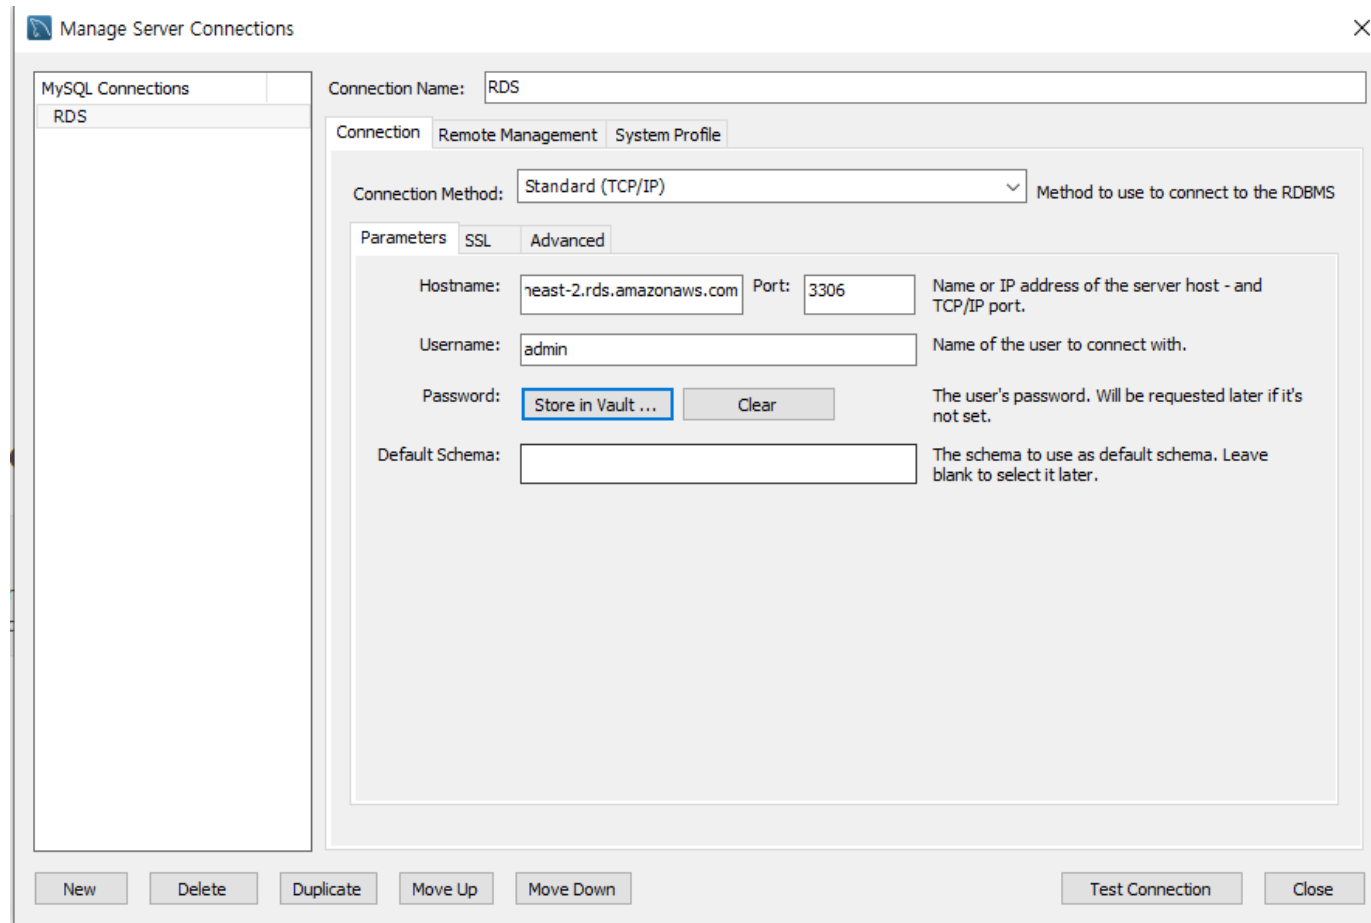 Manage Server Connections
MySQL Connections
RDS
Connection Name:
RDS
Connection
Remote Management
System Profile
Connection Method:
Standard (TCP/IP)
Method to use to connect to the RDBMS
Parameters
SSL
Advanced
Hostname:
east-2.rds.amazonaws.com
Port:
3306
Name or IP address of the server host - and
TCP/IP port.
Username:
admin
Name of the user to connect with.
Password:
Store in Vault ...
Clear
The user's password. Will be requested later if it's
not set.
Default Schema:
The schema to use as default schema. Leave
blank to select it later.
New
Delete
Duplicate
Move Up
Move Down
Test Connection
Close